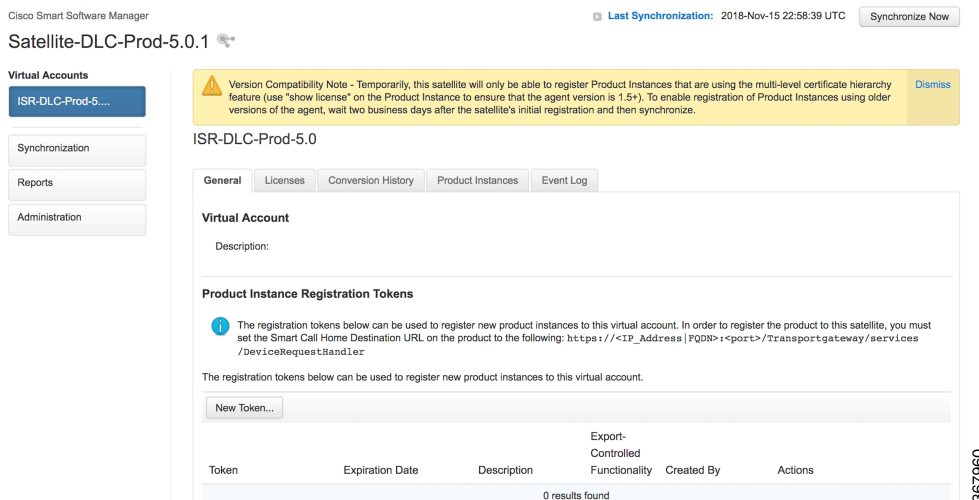 Cisco Smart Software Manager
Last Synchronization: 2018-Nov-15 22:58:39 UTC
Synchronize Now
Satellite-DLC-Prod-5.0.1
Virtual Accounts
ISR-DLC-Prod-5....
Synchronization
Reports
Administration
Version Compatibility Note - Temporarily, this satellite will only be able to register Product Instances that are using the multi-level certificate hierarchy
feature (use "show license" on the Product Instance to ensure that the agent version is 1.5+). To enable registration of Product Instances using older
versions of the agent, wait two business days after the satellite's initial registration and then synchronize.
Dismiss
ISR-DLC-Prod-5.0
General Licenses Conversion History Product Instances Event Log
Virtual Account
Description:
Product Instance Registration Tokens
The registration tokens below can be used to register new product instances to this virtual account. In order to register the product to this satellite, you must
set the Smart Call Home Destination URL on the product to the following: https://<IP_Address|FQDN>:<port>/Transportgateway/services
/DeviceRequestHandler
The registration tokens below can be used to register new product instances to this virtual account.
New Token...
Export-
Controlled
Token Expiration Date Description Functionality Created By Actions
0 results found